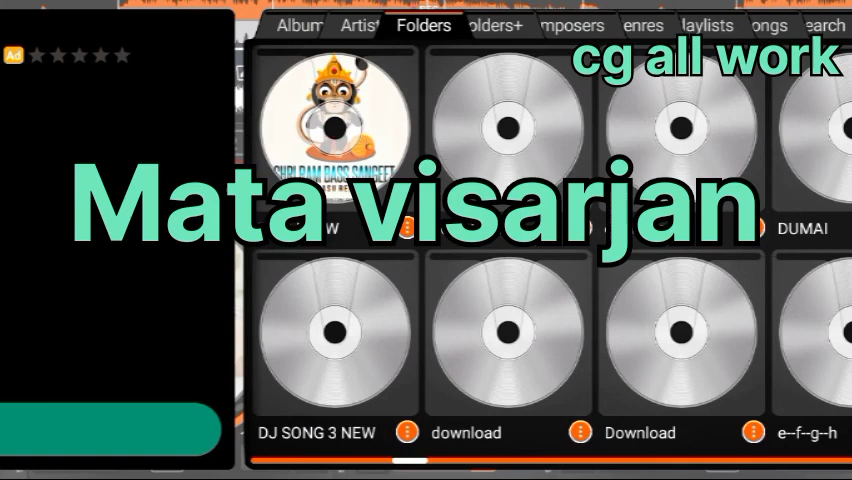 Album Artist Folders olders+ mposers enres laylists ongs earch
Ad
cg all work
SHRI RAM BASS SANGEET
Mata visarjan
DUMAI
DJ SONG 3 NEW download Download e--f--g--h